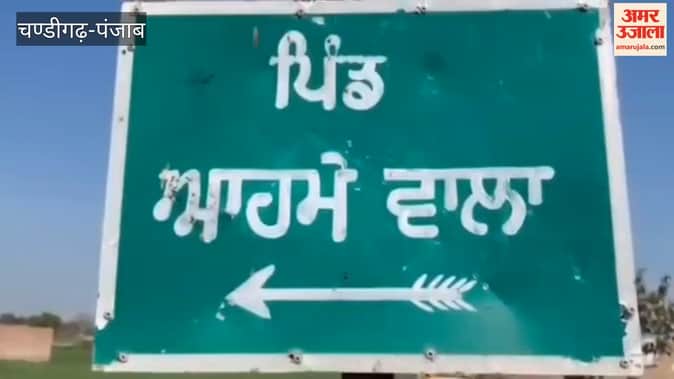 चण्डीगढ़-पंजाब
अमर उजाला
amarujala.com
ਪਿੰਡ
ਆਹਮੇ ਵਾਲਾ